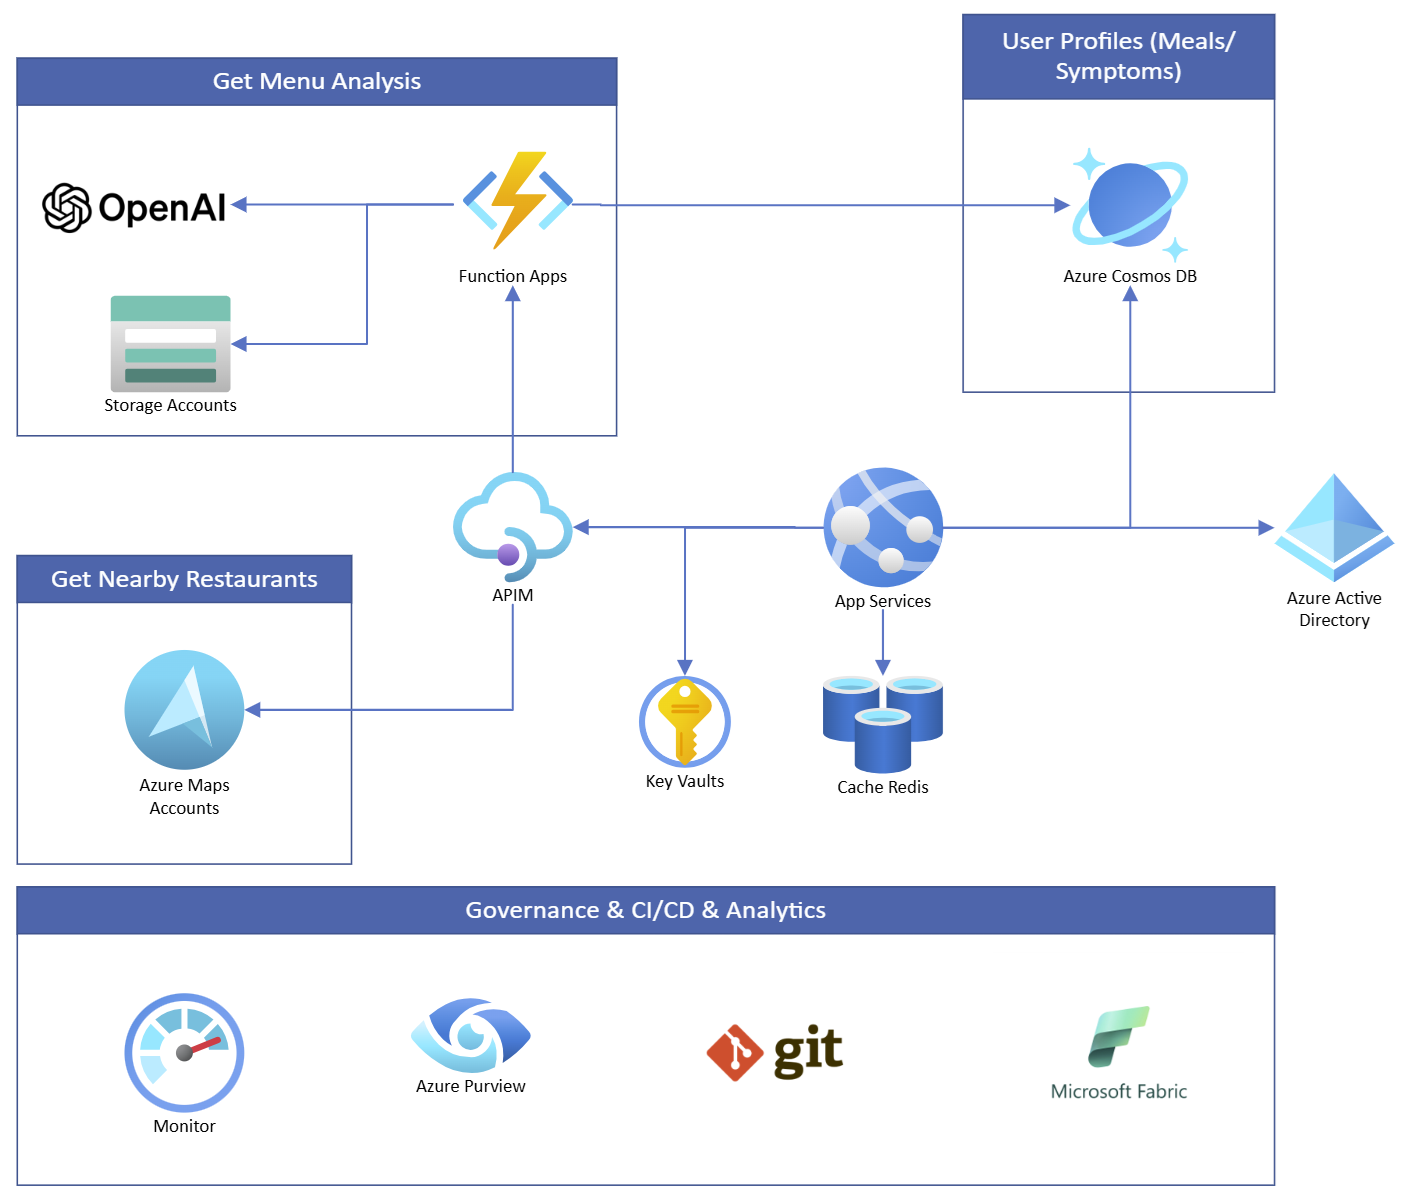 User Profiles (Meals/
Symptoms)
Get Menu Analysis
OpenAI
Function Apps
Azure Cosmos DB
Storage Accounts
APIM
App Services
Azure Active
Directory
Get Nearby Restaurants
Azure Maps
Accounts
Key Vaults
Cache Redis
Governance & CI/CD & Analytics
Monitor
Azure Purview
git
Microsoft Fabric